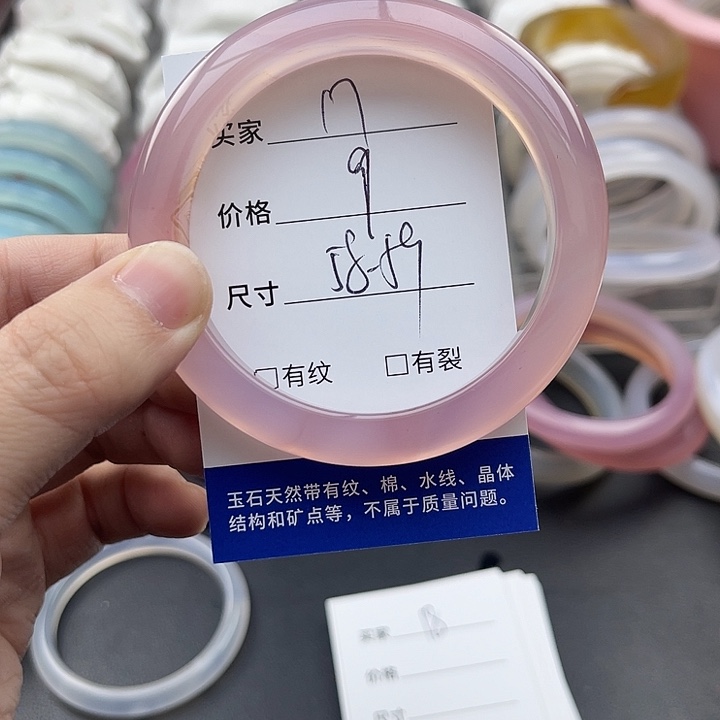 买家
价格 9
尺寸 58-59
□有纹 □有裂
玉石天然带有纹、棉、水线、晶体
结构和矿点等，不属于质量问题。
买家 B
价格
尺寸